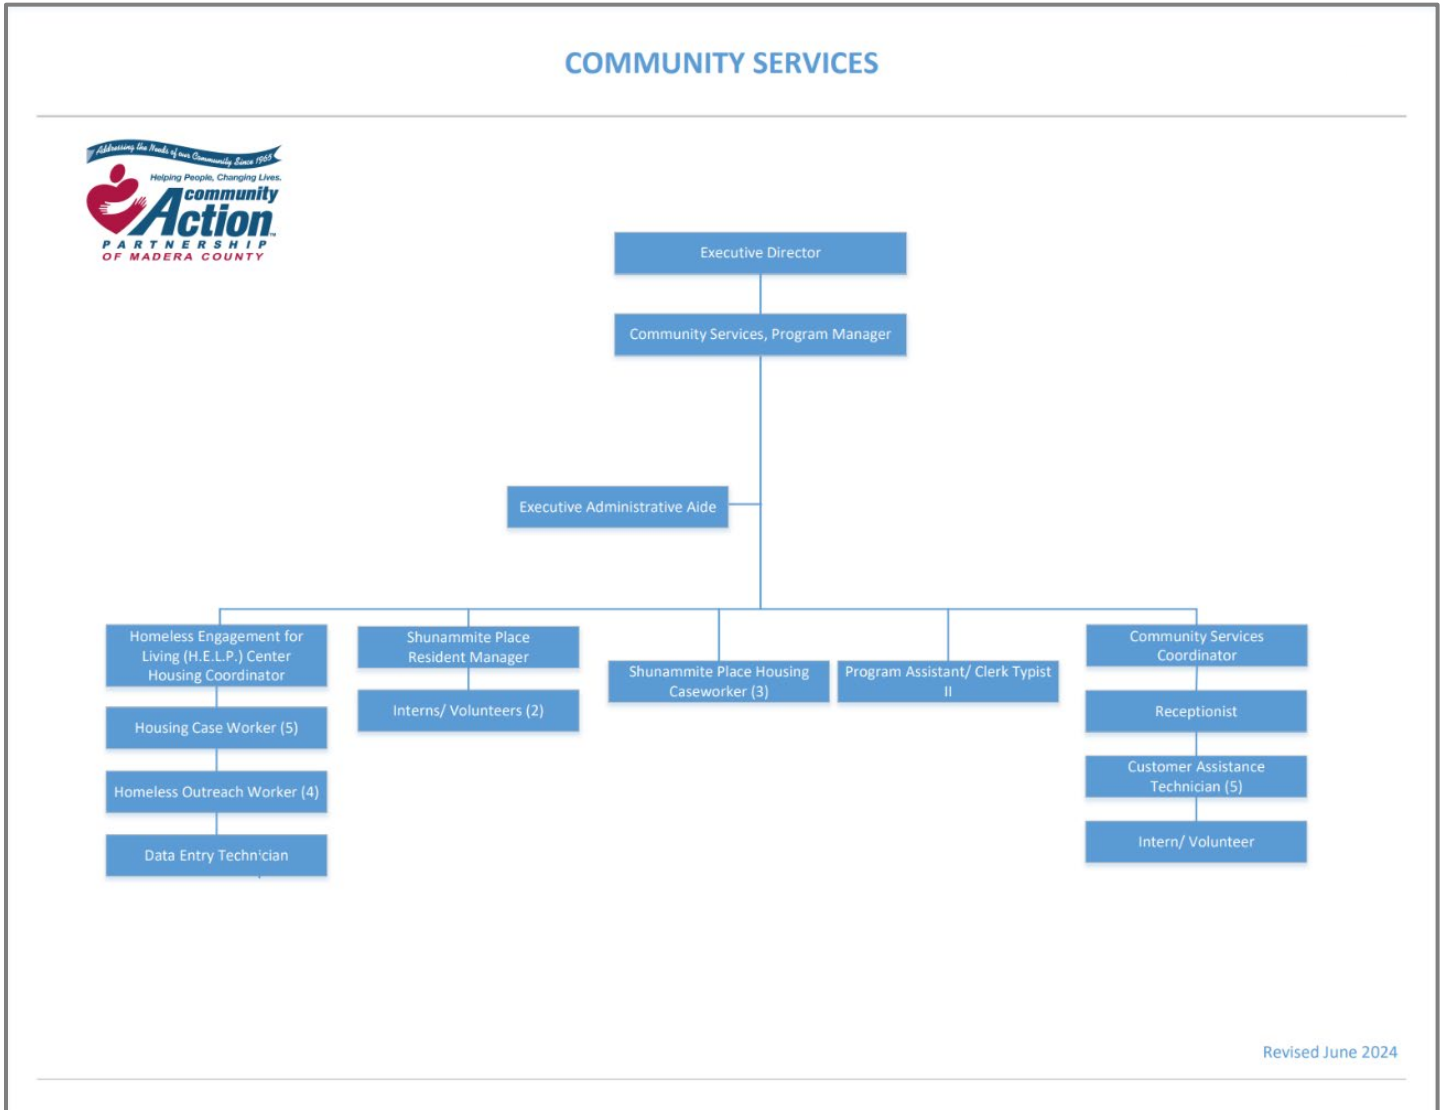 COMMUNITY SERVICES
Addressing the Needs of our Community Since 1965
Helping People, Changing Lives.
community
Action
PARTNERSHIP
OF MADERA COUNTY
Executive Director
Community Services, Program Manager
Executive Administrative Aide
Homeless Engagement for
Living (H.E.L.P.) Center
Housing Coordinator
Housing Case Worker (5)
Homeless Outreach Worker (4)
Data Entry Technician
Shunammite Place
Resident Manager
Interns/ Volunteers (2)
Shunammite Place Housing
Caseworker (3)
Program Assistant/ Clerk Typist
II
Community Services
Coordinator
Receptionist
Customer Assistance
Technician (5)
Intern/ Volunteer
Revised June 2024